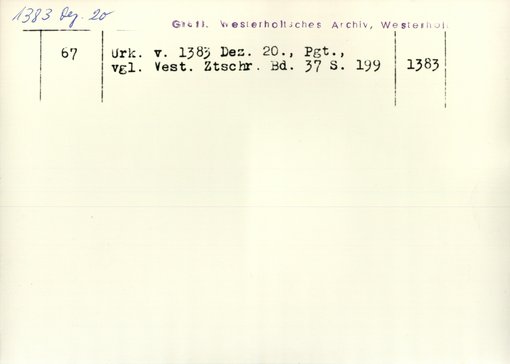 1383 Dez. 20
Gräfl. Westerholtsches Archiv, Westerholt
67 Urk. v. 1383 Dez. 20., Pgt.,
vgl. Vest. Ztschr. Bd. 37 S. 199 1383